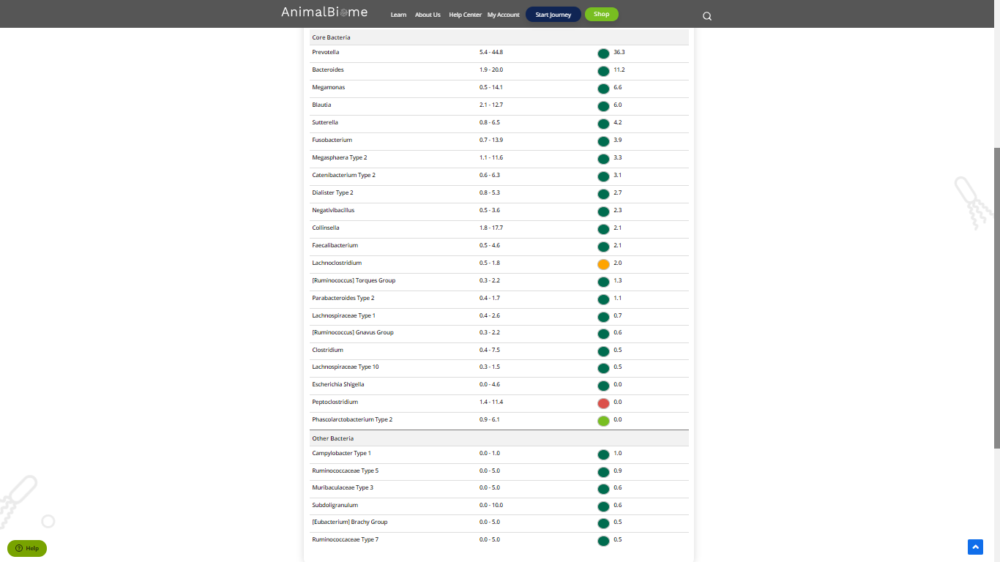 AnimalBiome
Learn About Us Help Center My Account Start Journey Shop
Core Bacteria
Prevotella 5.4 - 44.8 36.3
Bacteroides 1.9 - 20.0 11.2
Megamonas 0.5 - 14.1 6.6
Blautia 2.1 - 12.7 6.0
Sutterella 0.8 - 6.5 4.2
Fusobacterium 0.7 - 13.9 3.9
Megasphaera Type 2 1.1 - 11.6 3.3
Catenibacterium Type 2 0.6 - 6.3 3.1
Dialister Type 2 0.8 - 5.3 2.7
Negativibacillus 0.5 - 3.6 2.3
Collinsella 1.8 - 17.7 2.1
Faecalibacterium 0.5 - 4.6 2.1
Lachnoclostridium 0.5 - 1.8 2.0
[Ruminococcus] Torques Group 0.3 - 2.2 1.3
Parabacteroides Type 2 0.4 - 1.7 1.1
Lachnospiraceae Type 1 0.4 - 2.6 0.7
[Ruminococcus] Gnavus Group 0.3 - 2.2 0.6
Clostridium 0.4 - 7.5 0.5
Lachnospiraceae Type 10 0.3 - 1.5 0.5
Escherichia Shigella 0.0 - 4.6 0.0
Peptoclostridium 1.4 - 11.4 0.0
Phascolarctobacterium Type 2 0.9 - 6.1 0.0
Other Bacteria
Campylobacter Type 1 0.0 - 1.0 1.0
Ruminococcaceae Type 5 0.0 - 5.0 0.9
Muribaculaceae Type 3 0.0 - 5.0 0.6
Subdoligranulum 0.0 - 10.0 0.6
[Eubacterium] Brachy Group 0.0 - 5.0 0.5
Ruminococcaceae Type 7 0.0 - 5.0 0.5
Help